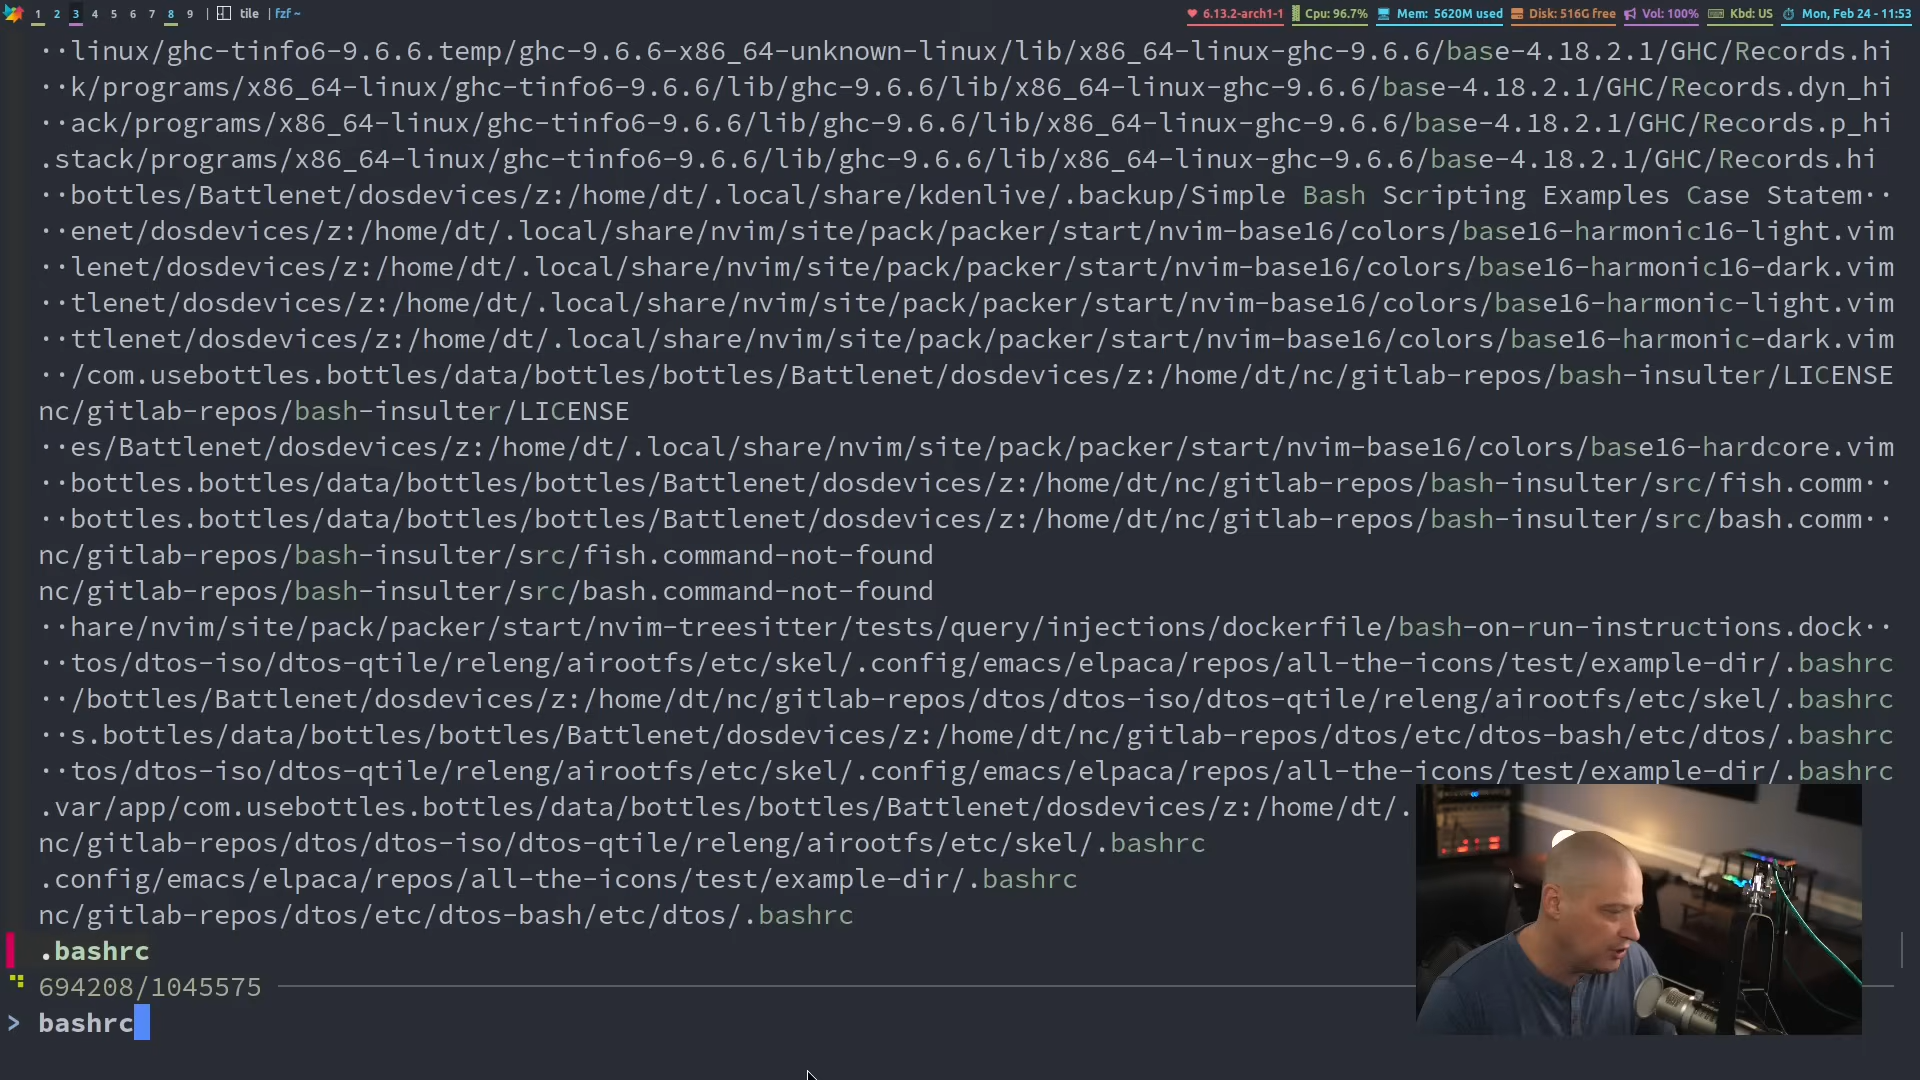 1 2 3 4 5 6 7 8 9 | tile | fzf ~ 6.13.2-arch1-1 Cpu: 96.7% Mem: 5620M used Disk: 516G free Vol: 100% Kbd: US Mon, Feb 24 - 11:53
··linux/ghc-tinfo6-9.6.6.temp/ghc-9.6.6-x86_64-unknown-linux/lib/x86_64-linux-ghc-9.6.6/base-4.18.2.1/GHC/Records.hi
··k/programs/x86_64-linux/ghc-tinfo6-9.6.6/lib/ghc-9.6.6/lib/x86_64-linux-ghc-9.6.6/base-4.18.2.1/GHC/Records.dyn_hi
··ack/programs/x86_64-linux/ghc-tinfo6-9.6.6/lib/ghc-9.6.6/lib/x86_64-linux-ghc-9.6.6/base-4.18.2.1/GHC/Records.p_hi
.stack/programs/x86_64-linux/ghc-tinfo6-9.6.6/lib/ghc-9.6.6/lib/x86_64-linux-ghc-9.6.6/base-4.18.2.1/GHC/Records.hi
··bottles/Battlenet/dosdevices/z:/home/dt/.local/share/kdenlive/.backup/Simple Bash Scripting Examples Case Statem··
··enet/dosdevices/z:/home/dt/.local/share/nvim/site/pack/packer/start/nvim-base16/colors/base16-harmonic16-light.vim
··lenet/dosdevices/z:/home/dt/.local/share/nvim/site/pack/packer/start/nvim-base16/colors/base16-harmonic16-dark.vim
··tlenet/dosdevices/z:/home/dt/.local/share/nvim/site/pack/packer/start/nvim-base16/colors/base16-harmonic-light.vim
··ttlenet/dosdevices/z:/home/dt/.local/share/nvim/site/pack/packer/start/nvim-base16/colors/base16-harmonic-dark.vim
··/com.usebottles.bottles/data/bottles/bottles/Battlenet/dosdevices/z:/home/dt/nc/gitlab-repos/bash-insulter/LICENSE
nc/gitlab-repos/bash-insulter/LICENSE
··es/Battlenet/dosdevices/z:/home/dt/.local/share/nvim/site/pack/packer/start/nvim-base16/colors/base16-hardcore.vim
··bottles.bottles/data/bottles/bottles/Battlenet/dosdevices/z:/home/dt/nc/gitlab-repos/bash-insulter/src/fish.comm··
··bottles.bottles/data/bottles/bottles/Battlenet/dosdevices/z:/home/dt/nc/gitlab-repos/bash-insulter/src/bash.comm··
nc/gitlab-repos/bash-insulter/src/fish.command-not-found
nc/gitlab-repos/bash-insulter/src/bash.command-not-found
··hare/nvim/site/pack/packer/start/nvim-treesitter/tests/query/injections/dockerfile/bash-on-run-instructions.dock··
··tos/dtos-iso/dtos-qtile/releng/airootfs/etc/skel/.config/emacs/elpaca/repos/all-the-icons/test/example-dir/.bashrc
··/bottles/Battlenet/dosdevices/z:/home/dt/nc/gitlab-repos/dtos/dtos-iso/dtos-qtile/releng/airootfs/etc/skel/.bashrc
··s.bottles/data/bottles/bottles/Battlenet/dosdevices/z:/home/dt/nc/gitlab-repos/dtos/etc/dtos-bash/etc/dtos/.bashrc
··tos/dtos-iso/dtos-qtile/releng/airootfs/etc/skel/.config/emacs/elpaca/repos/all-the-icons/test/example-dir/.bashrc
.var/app/com.usebottles.bottles/data/bottles/bottles/Battlenet/dosdevices/z:/home/dt/.
nc/gitlab-repos/dtos/dtos-iso/dtos-qtile/releng/airootfs/etc/skel/.bashrc
.config/emacs/elpaca/repos/all-the-icons/test/example-dir/.bashrc
nc/gitlab-repos/dtos/etc/dtos-bash/etc/dtos/.bashrc
.bashrc
694208/1045575
> bashrc